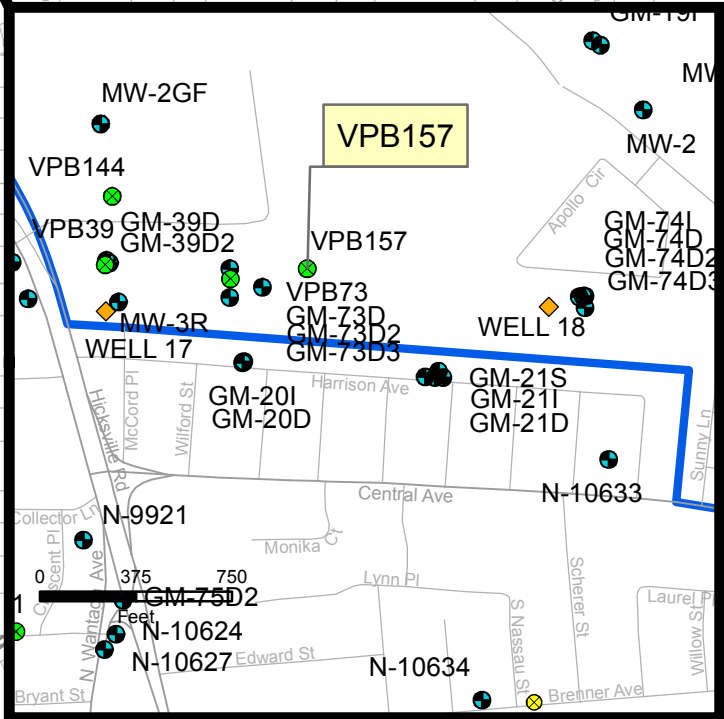 GM-19I
MW-2GF
MW
VPB157
MW-2
VPB144
Apollo Cir
VPB39
GM-39D
GM-39D2
VPB157
GM-74I
GM-74D
GM-74D2
GM-74D3
VPB73
GM-73D
GM-73D2
GM-73D3
MW-3R
WELL 18
WELL 17
Harrison Ave
GM-21S
GM-21I
GM-21D
GM-20I
GM-20D
McCord Pl
Wilford St
Hicksville Rd
Sunny Ln
N-10633
Central Ave
Collector Ln
N-9921
Monika Ct
Crescent Pl
N Wantagh Ave
Scherer St
Lynn Pl
0 375 750
Feet
GM-75D2
1
N-10624
N-10627
S Nassau St
Laurel Pl
Willow St
Edward St
N-10634
Bryant St
Brenner Ave